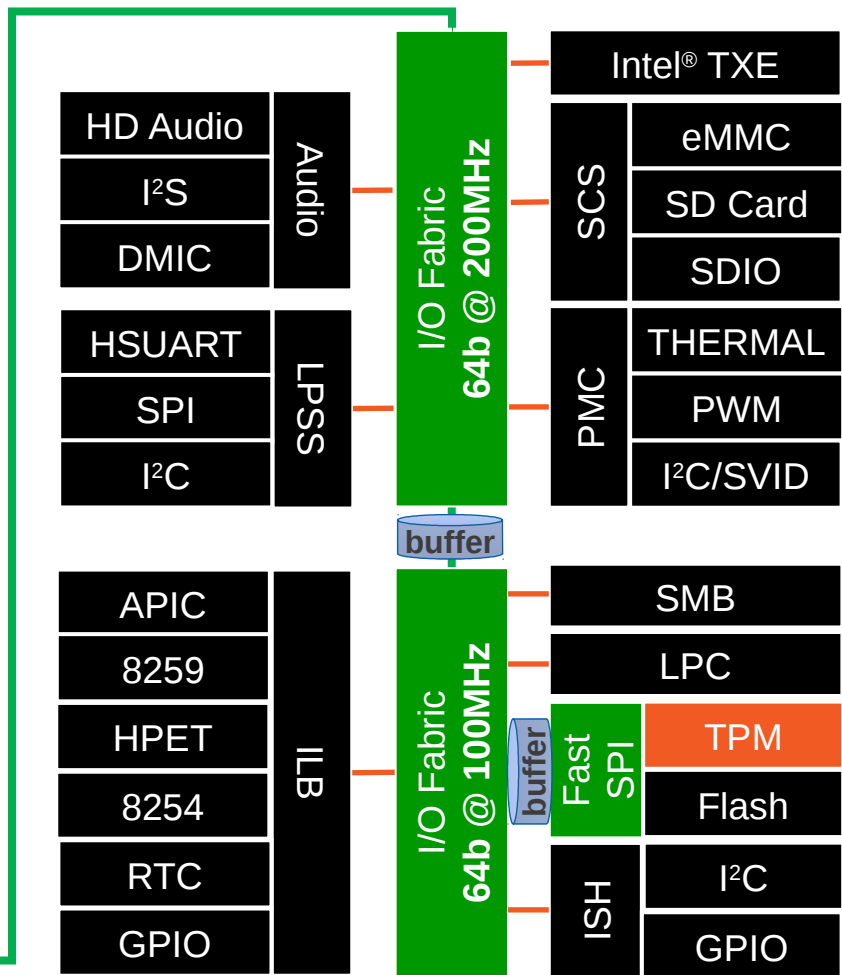 HD Audio
I²S
DMIC
Audio
HSUART
SPI
I²C
LPSS
I/O Fabric
64b @ 200MHz
Intel® TXE
SCS
eMMC
SD Card
SDIO
PMC
THERMAL
PWM
I²C/SVID
buffer
APIC
8259
HPET
8254
RTC
GPIO
ILB
I/O Fabric
64b @ 100MHz
SMB
LPC
buffer
Fast
SPI
TPM
Flash
ISH
I²C
GPIO